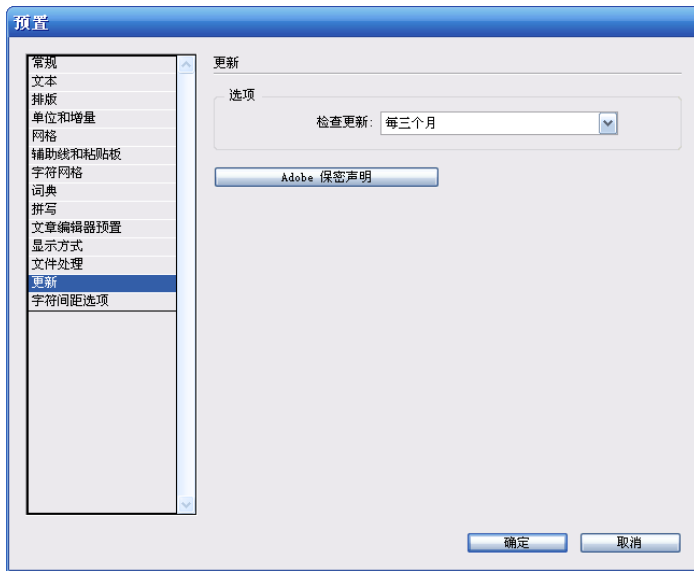 预置
常规
文本
排版
单位和增量
网格
辅助线和粘贴板
字符网格
词典
拼写
文章编辑器预置
显示方式
文件处理
更新
字符间距选项
更新
选项
检查更新: 每三个月
Adobe 保密声明
确定 取消